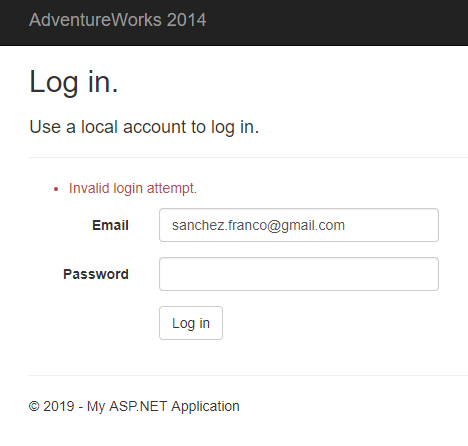 AdventureWorks 2014
Log in.
Use a local account to log in.
Invalid login attempt.
Email sanchez.franco@gmail.com
Password
Log in
© 2019 - My ASP.NET Application